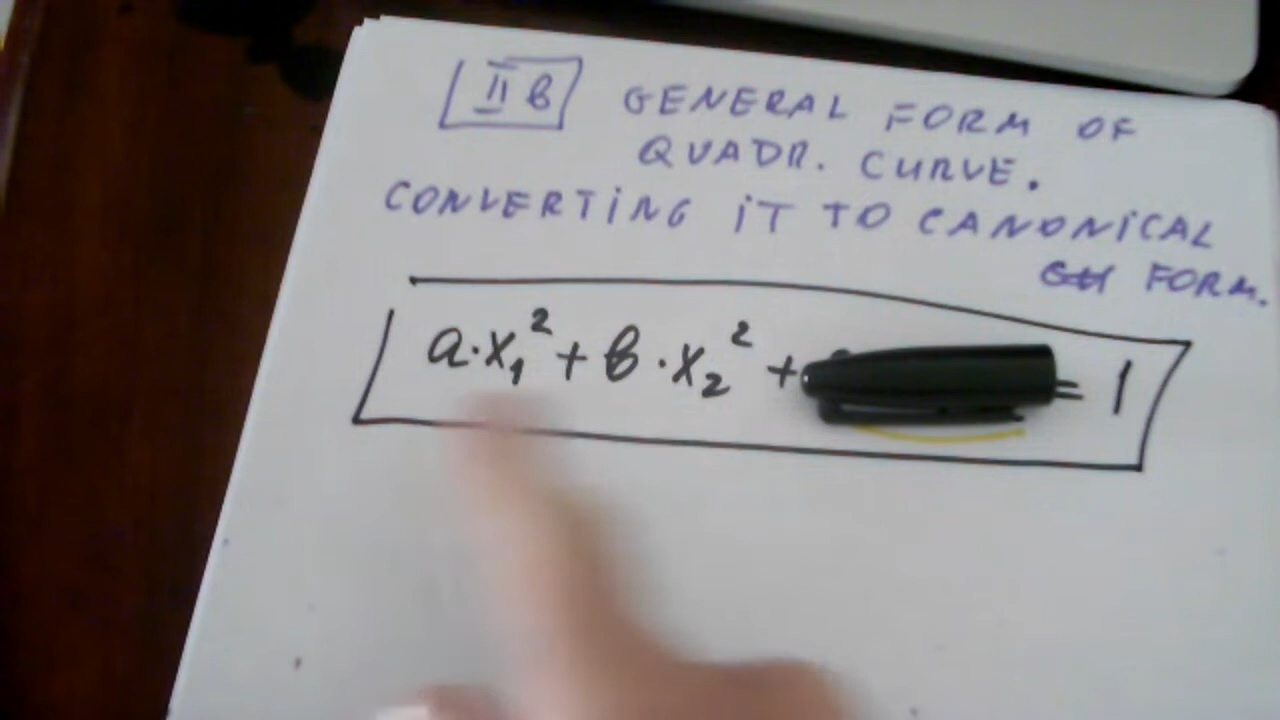 II b GENERAL FORM OF
QUADR. CURVE.
CONVERTING IT TO CANONICAL
FORM.
a·x₁² + b·x₂² + = 1